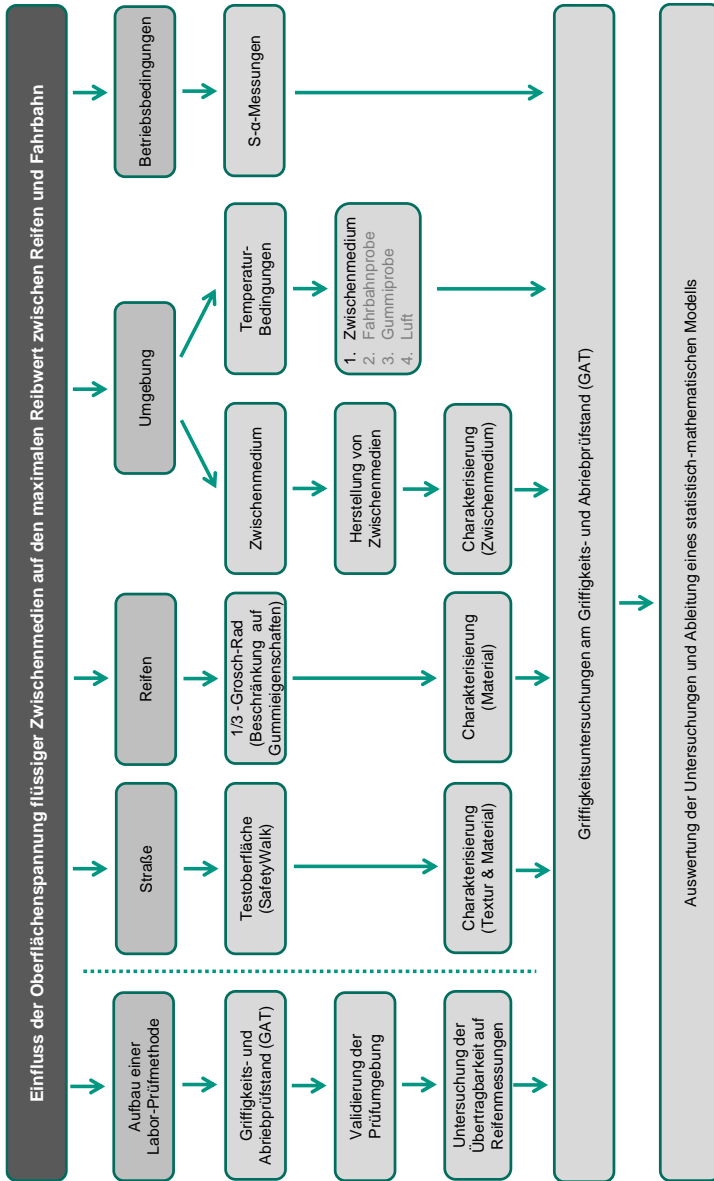 Einfluss der Oberflächenspannung flüssiger Zwischenmedien auf den maximalen Reibwert zwischen Reifen und Fahrbahn
Aufbau einer
Labor-Prüfmethode
Griffigkeits- und
Abriebprüfstand (GAT)
Validierung der
Prüfumgebung
Untersuchung der
Übertragbarkeit auf
Reifenmessungen
Straße
Testoberfläche
(SafetyWalk)
Charakterisierung
(Textur & Material)
Reifen
1/3 -Grosch-Rad
(Beschränkung auf
Gummieigenschaften)
Charakterisierung
(Material)
Umgebung
Zwischenmedium
Herstellung von
Zwischenmedien
Charakterisierung
(Zwischenmedium)
Temperatur-
Bedingungen
1. Zwischenmedium
2. Fahrbahnprobe
3. Gummiprobe
4. Luft
Betriebsbedingungen
S-α-Messungen
Griffigkeitsuntersuchungen am Griffigkeits- und Abriebprüfstand (GAT)
Auswertung der Untersuchungen und Ableitung eines statistisch-mathematischen Modells